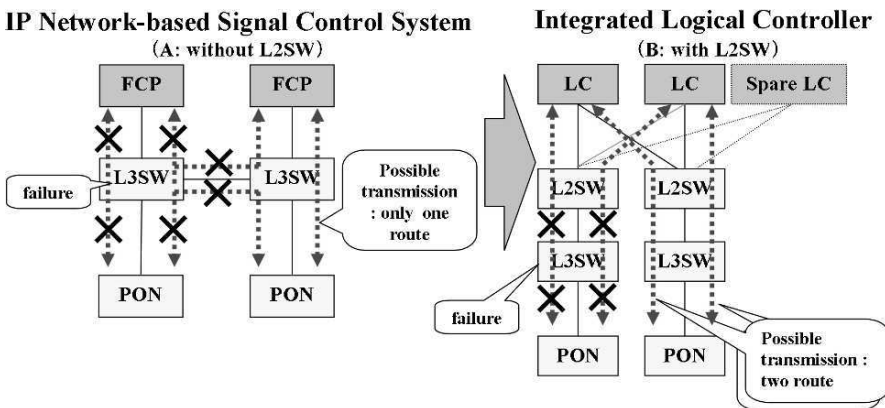 IP Network-based Signal Control System
(A: without L2SW)
FCP
FCP
L3SW
L3SW
failure
Possible
transmission
: only one
route
PON
PON
Integrated Logical Controller
(B: with L2SW)
LC
LC
Spare LC
L2SW
L2SW
L3SW
L3SW
failure
PON
PON
Possible
transmission :
two route